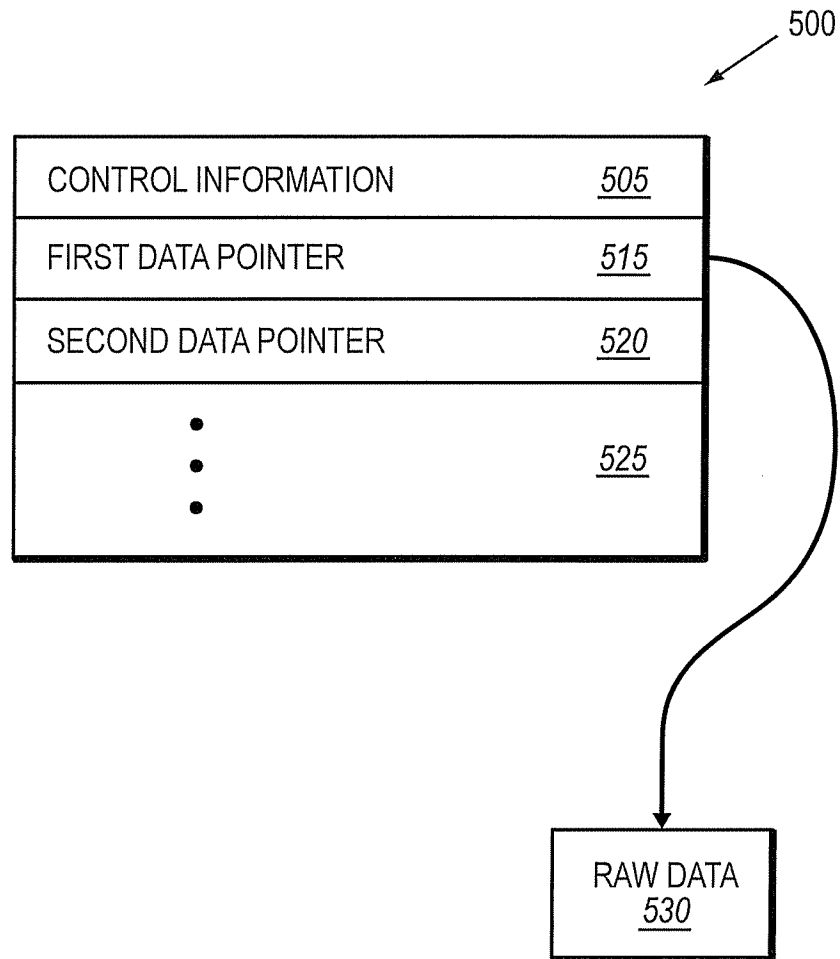 500
CONTROL INFORMATION 505
FIRST DATA POINTER 515
SECOND DATA POINTER 520
525
RAW DATA
530